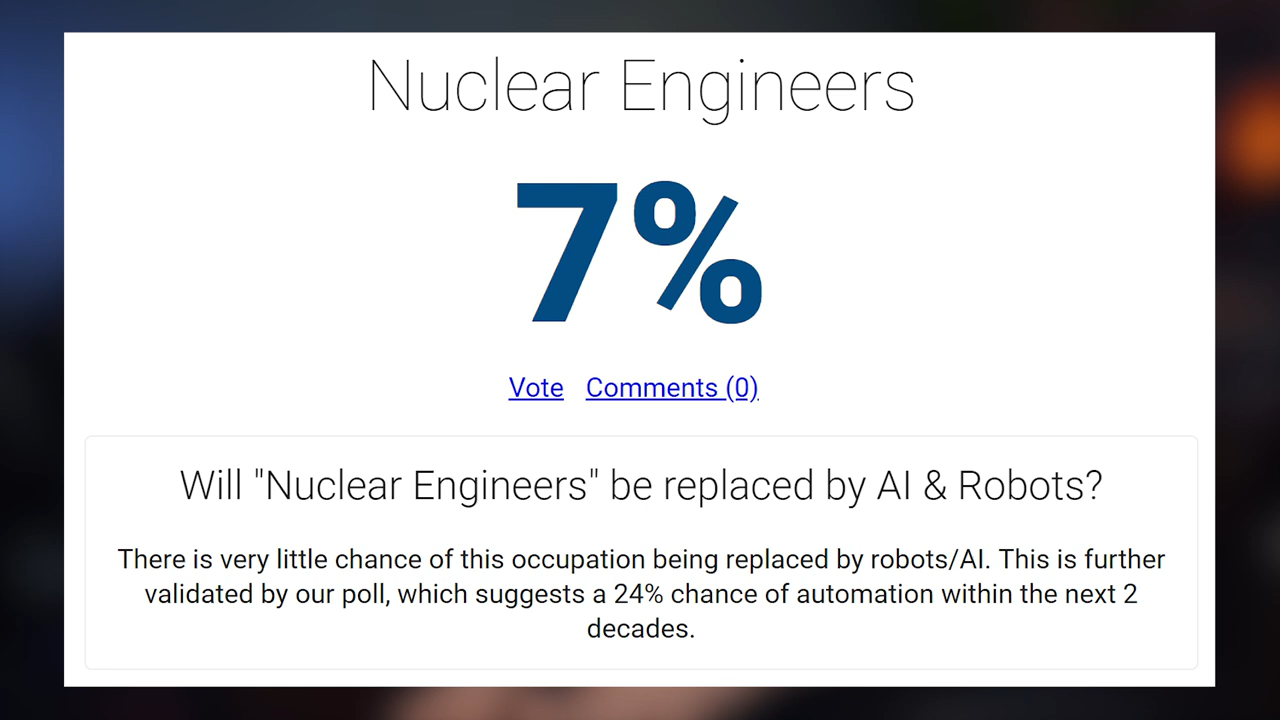 Nuclear Engineers
7%
Vote Comments (0)
Will "Nuclear Engineers" be replaced by AI & Robots?
There is very little chance of this occupation being replaced by robots/AI. This is further
validated by our poll, which suggests a 24% chance of automation within the next 2
decades.